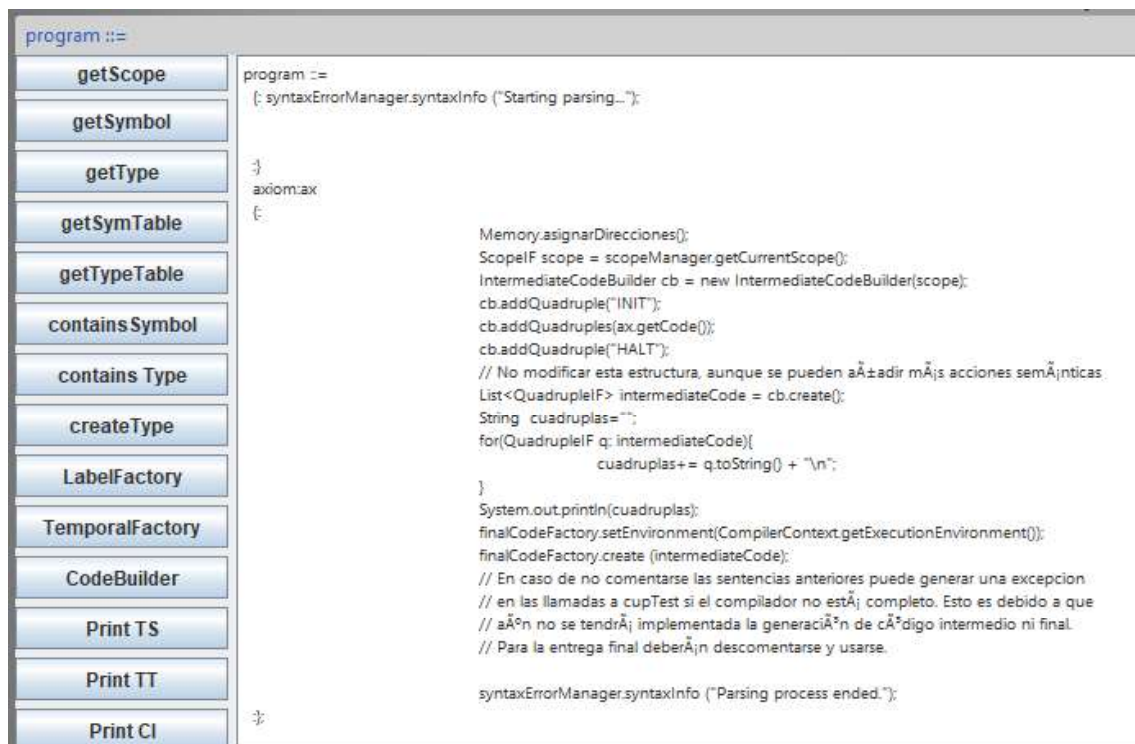 program ::=
getScope
getSymbol
getType
getSymTable
getTypeTable
containsSymbol
contains Type
createType
LabelFactory
TemporalFactory
CodeBuilder
Print TS
Print TT
Print CI
program ::=
{: syntaxErrorManager.syntaxInfo ("Starting parsing...");
:}
axiom:ax
{:
Memory.asignarDirecciones();
ScopeIF scope = scopeManager.getCurrentScope();
IntermediateCodeBuilder cb = new IntermediateCodeBuilder(scope);
cb.addQuadruple("INIT");
cb.addQuadruples(ax.getCode());
cb.addQuadruple("HALT");
// No modificar esta estructura, aunque se pueden aÃ±adir mÃ¡s acciones semÃ¡nticas
List<QuadrupleIF> intermediateCode = cb.create();
String cuadruplas="";
for(QuadrupleIF q: intermediateCode){
cuadruplas+= q.toString() + "\n";
}
System.out.println(cuadruplas);
finalCodeFactory.setEnvironment(CompilerContext.getExecutionEnvironment());
finalCodeFactory.create (intermediateCode);
// En caso de no comentarse las sentencias anteriores puede generar una excepcion
// en las llamadas a cupTest si el compilador no estÃ¡ completo. Esto es debido a que
// aÃºn no se tendrÃ¡ implementada la generaciÃ³n de cÃ³digo intermedio ni final.
// Para la entrega final deberÃ¡n descomentarse y usarse.
syntaxErrorManager.syntaxInfo ("Parsing process ended.");
:};